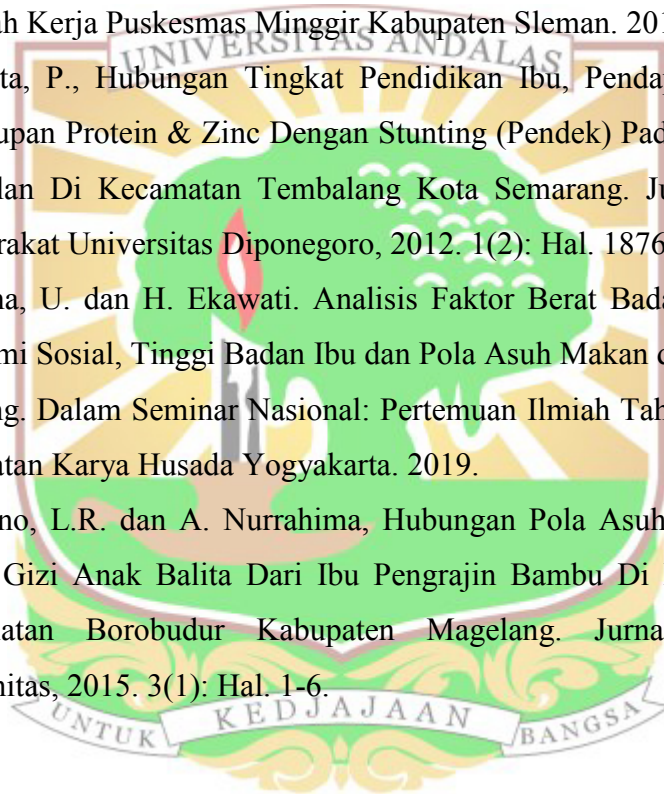 ah Kerja Puskesmas Minggir Kabupaten Sleman. 201
UNIVERSITAS ANDALAS
ta, P., Hubungan Tingkat Pendidikan Ibu, Pendap
upan Protein & Zinc Dengan Stunting (Pendek) Pad
lan Di Kecamatan Tembalang Kota Semarang. Ju
rakat Universitas Diponegoro, 2012. 1(2): Hal. 1876
na, U. dan H. Ekawati. Analisis Faktor Berat Bada
mi Sosial, Tinggi Badan Ibu dan Pola Asuh Makan d
ng. Dalam Seminar Nasional: Pertemuan Ilmiah Tah
atan Karya Husada Yogyakarta. 2019.
no, L.R. dan A. Nurrahima, Hubungan Pola Asuh
Gizi Anak Balita Dari Ibu Pengrajin Bambu Di
natan Borobudur Kabupaten Magelang. Jurna
nitas, 2015. 3(1): Hal. 1-6.
UNTUK KEDJAJAAN BANGSA